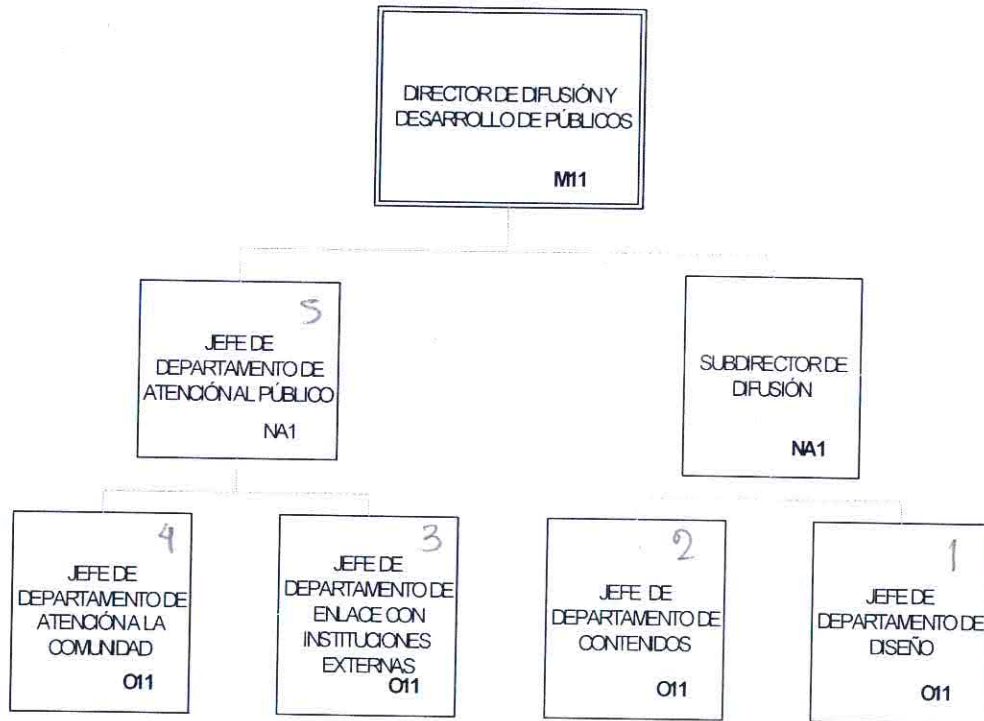 DIRECTOR DE DIFUSIÓN Y
DESARROLLO DE PÚBLICOS
M11
5
JEFE DE
DEPARTAMENTO DE
ATENCIÓN AL PÚBLICO
NA1
SUBDIRECTOR DE
DIFUSIÓN
NA1
4
JEFE DE
DEPARTAMENTO DE
ATENCIÓN A LA
COMUNIDAD
O11
3
JEFE DE
DEPARTAMENTO DE
ENLACE CON
INSTITUCIONES
EXTERNAS
O11
2
JEFE DE
DEPARTAMENTO DE
CONTENIDOS
O11
1
JEFE DE
DEPARTAMENTO DE
DISEÑO
O11